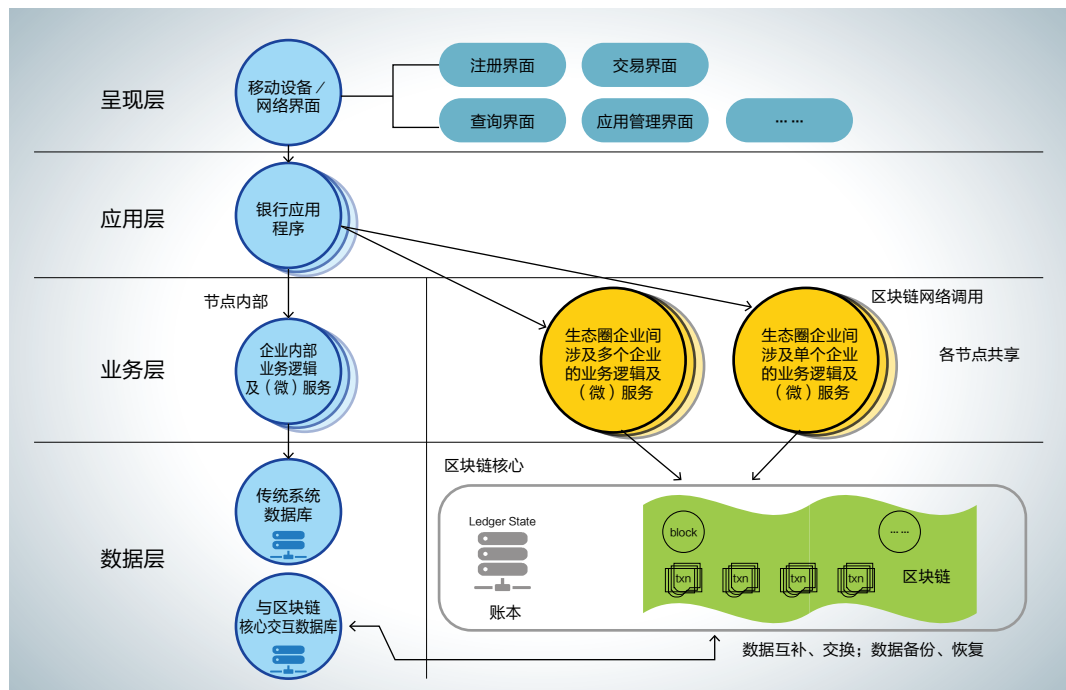 呈现层
移动设备／
网络界面
注册界面
交易界面
查询界面
应用管理界面
……
应用层
银行应用
程序
业务层
节点内部
企业内部
业务逻辑
及（微）服务
生态圈企业间
涉及多个企业
的业务逻辑及
（微）服务
生态圈企业间
涉及单个企业
的业务逻辑及
（微）服务
区块链网络调用
各节点共享
数据层
传统系统
数据库
与区块链
核心交互数据库
区块链核心
Ledger State
账本
block
……
txn
txn
txn
txn
区块链
数据互补、交换；数据备份、恢复